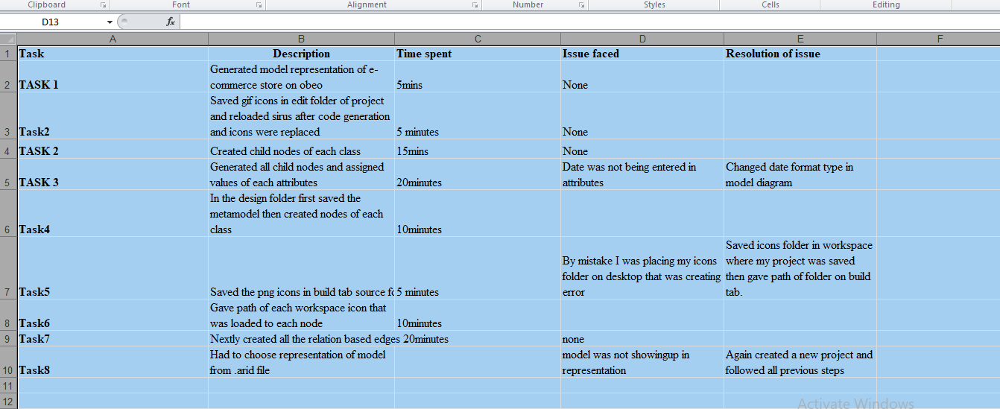 Clipboard Font Alignment Number Styles Cells Editing
D13 fx
A B C D E F
1 Task Description Time spent Issue faced Resolution of issue
Generated model representation of e-
2 TASK 1 commerce store on obeo 5mins None
Saved gif icons in edit folder of project
and reloaded sirus after code generation
3 Task2 and icons were replaced 5 minutes None
4 TASK 2 Created child nodes of each class 15mins None
Generated all child nodes and assigned Date was not being entered in Changed date format type in
5 TASK 3 values of each attributes 20minutes attributes model diagram
In the design folder first saved the
metamodel then created nodes of each
6 Task4 class 10minutes
Saved icons folder in workspace
By mistake I was placing my icons where my project was saved
folder on desktop that was creating then gave path of folder on build
7 Task5 Saved the png icons in build tab source fo 5 minutes error tab.
Gave path of each workspace icon that
8 Task6 was loaded to each node 10minutes
9 Task7 Nextly created all the relation based edges 20minutes none
Had to choose representation of model model was not showingup in Again created a new project and
10 Task8 from .arid file representation followed all previous steps
11
12
Activate Windows